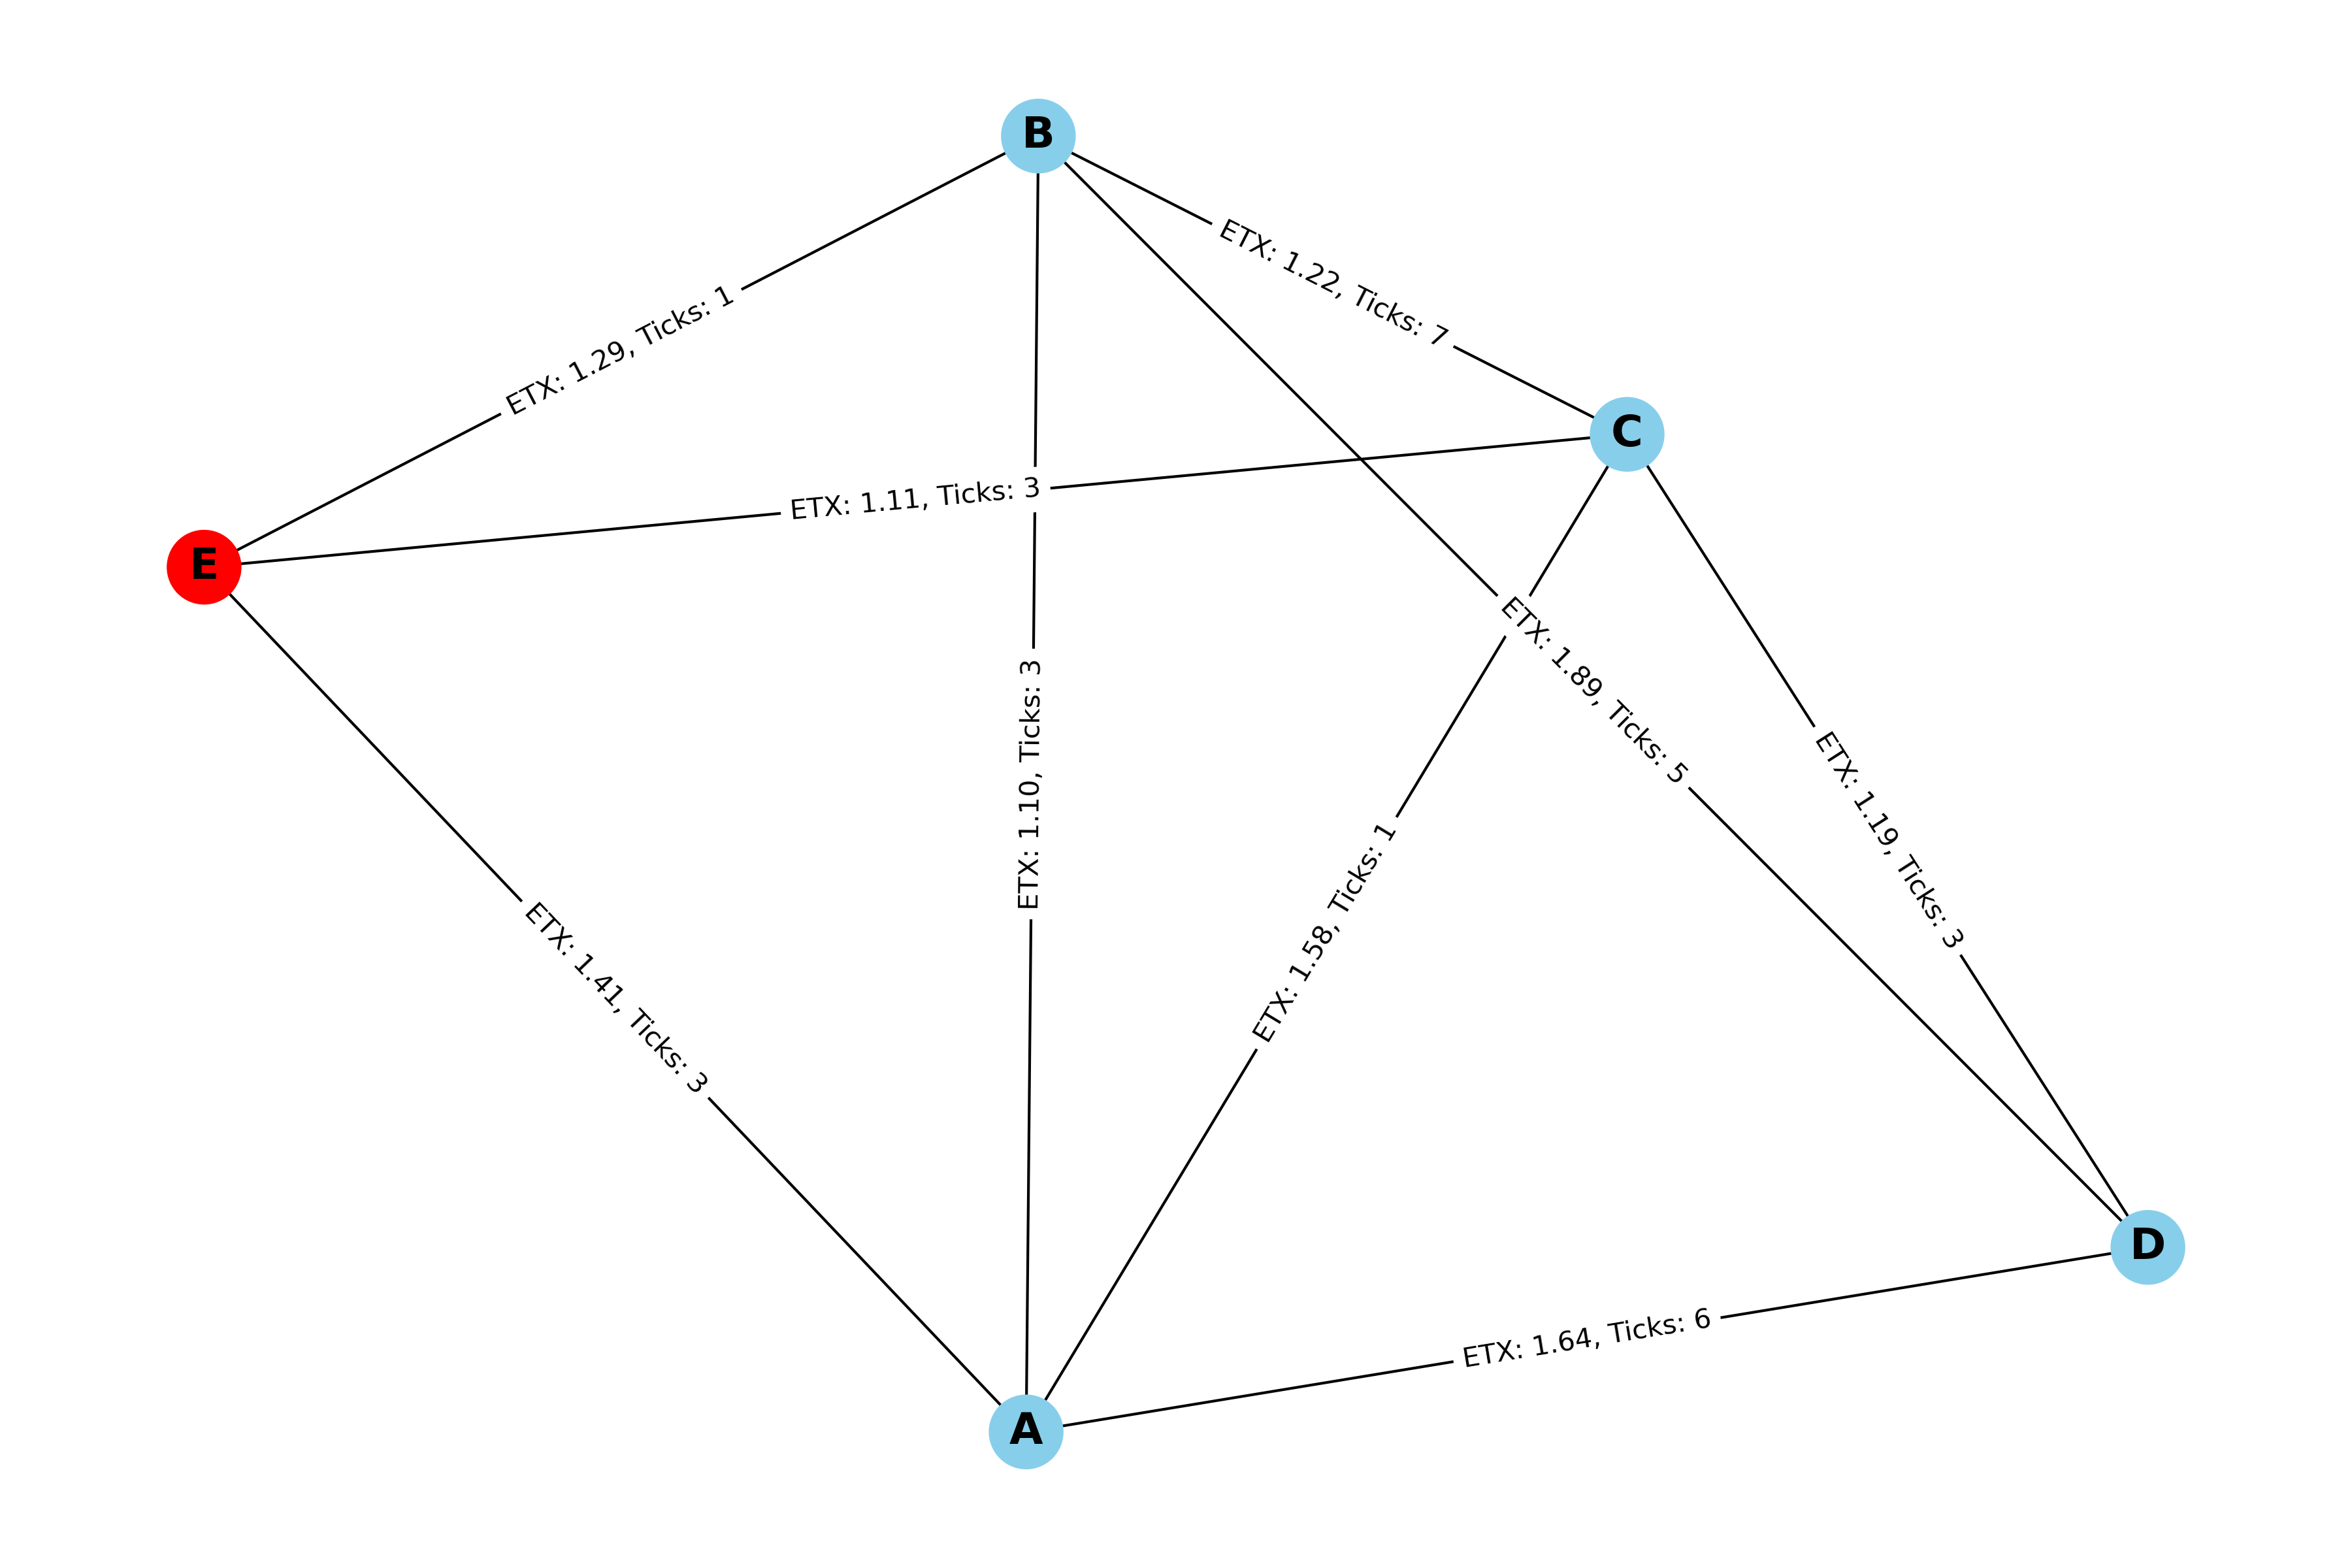 B
ETX: 1.22, Ticks: 7
ETX: 1.29, Ticks: 1
C
ETX: 1.11, Ticks: 3
E
ETX: 1.89, Ticks: 5
ETX: 1.10, Ticks: 3
ETX: 1.19, Ticks: 3
ETX: 1.58, Ticks: 1
ETX: 1.41, Ticks: 3
D
ETX: 1.64, Ticks: 6
A